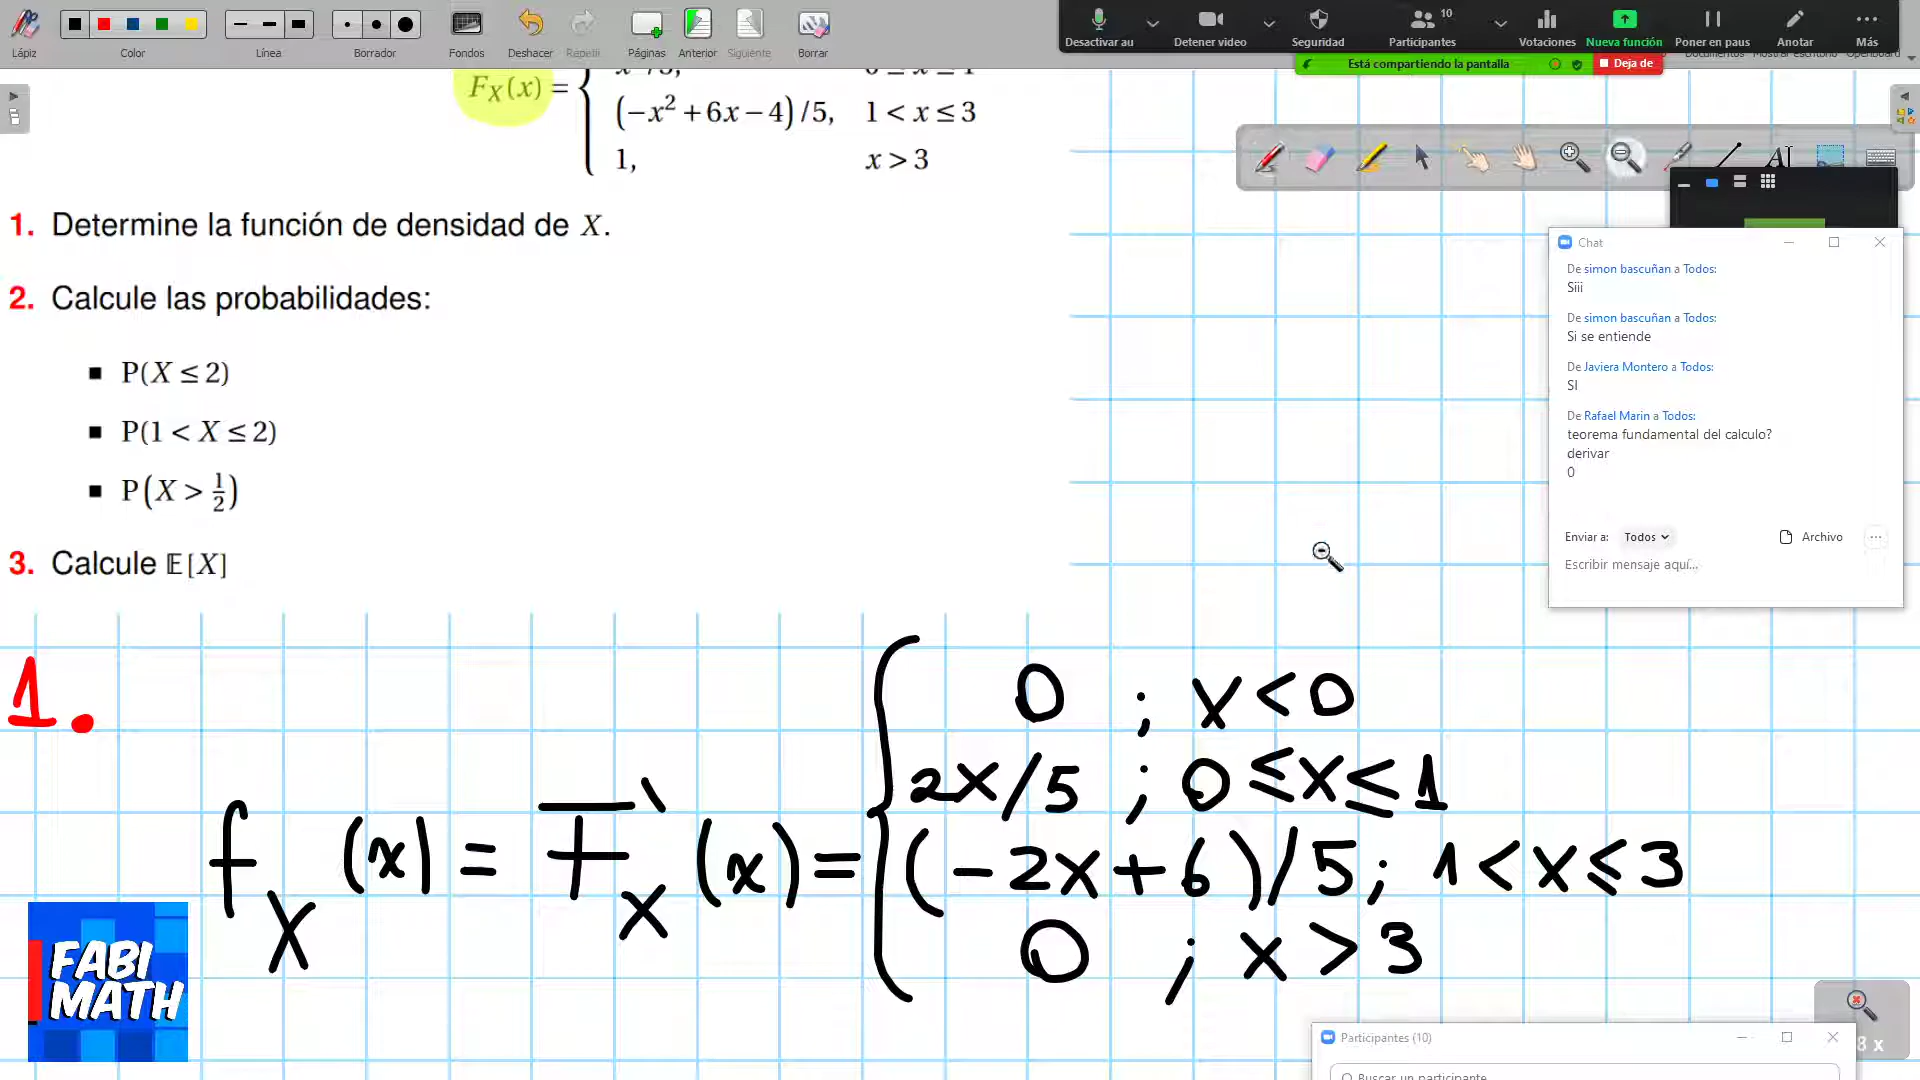 Lápiz Color Línea Borrador Fondos Deshacer Repetir Páginas Anterior Siguiente Borrar
10
Desactivar au Detener video Seguridad Participantes Votaciones Nueva función Poner en paus Anotar Más
Está compartiendo la pantalla Deja de
F_X(x) = {
(−x² + 6x − 4)/5, 1 < x ≤ 3
1, x > 3
1. Determine la función de densidad de X.
2. Calcule las probabilidades:
■ P(X ≤ 2)
■ P(1 < X ≤ 2)
■ P(X > 1/2)
3. Calcule 𝔼[X]
Chat
De simon bascuñan a Todos:
Siii
De simon bascuñan a Todos:
Si se entiende
De Javiera Montero a Todos:
SI
De Rafael Marin a Todos:
teorema fundamental del calculo?
derivar
0
Enviar a: Todos Archivo ...
Escribir mensaje aquí...
1.
f_X (x) = F_X' (x) = {
0 ; x < 0
2x/5 ; 0 ≤ x ≤ 1
(−2x+6)/5; 1 < x ≤ 3
0 ; x > 3
FABI
MATH
8 x
Participantes (10)
Buscar un participante